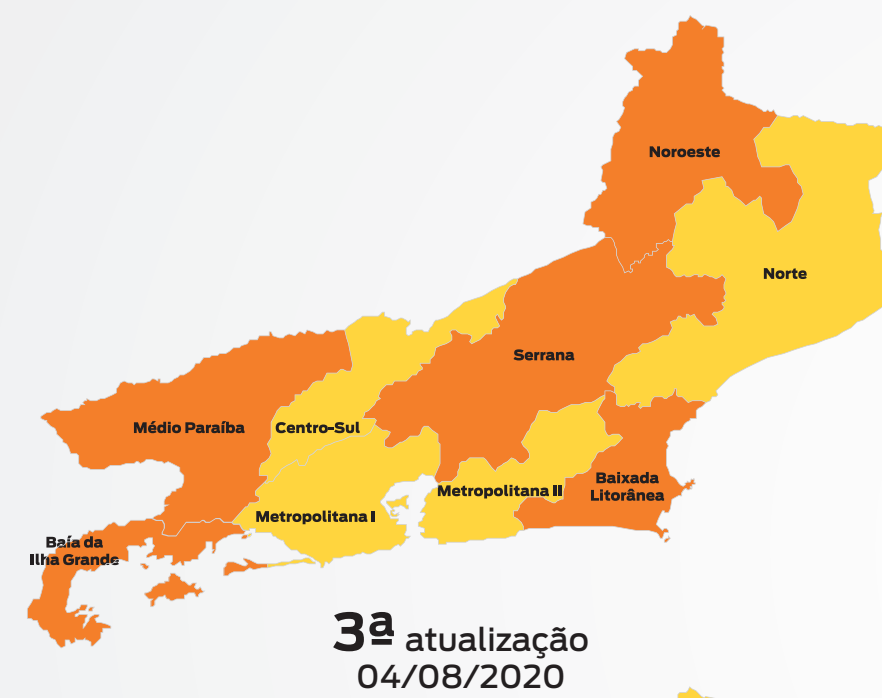 Noroeste
Norte
Serrana
Médio Paraíba
Centro-Sul
Baixada
Litorânea
Metropolitana II
Metropolitana I
Baía da
Ilha Grande
3ª atualização
04/08/2020